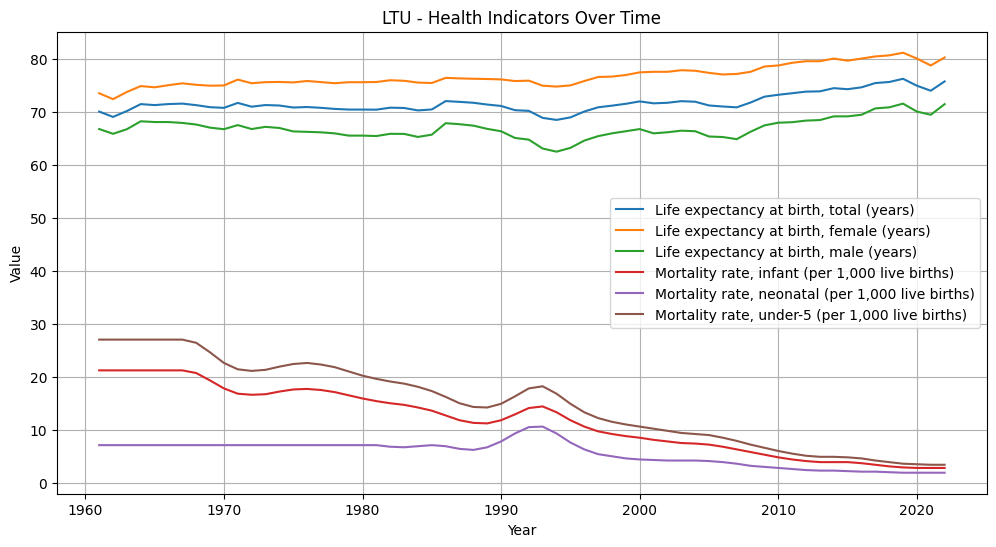 LTU - Health Indicators Over Time
Value
80
70
60
50
40
30
20
10
0
Life expectancy at birth, total (years)
Life expectancy at birth, female (years)
Life expectancy at birth, male (years)
Mortality rate, infant (per 1,000 live births)
Mortality rate, neonatal (per 1,000 live births)
Mortality rate, under-5 (per 1,000 live births)
1960 1970 1980 1990 2000 2010 2020
Year